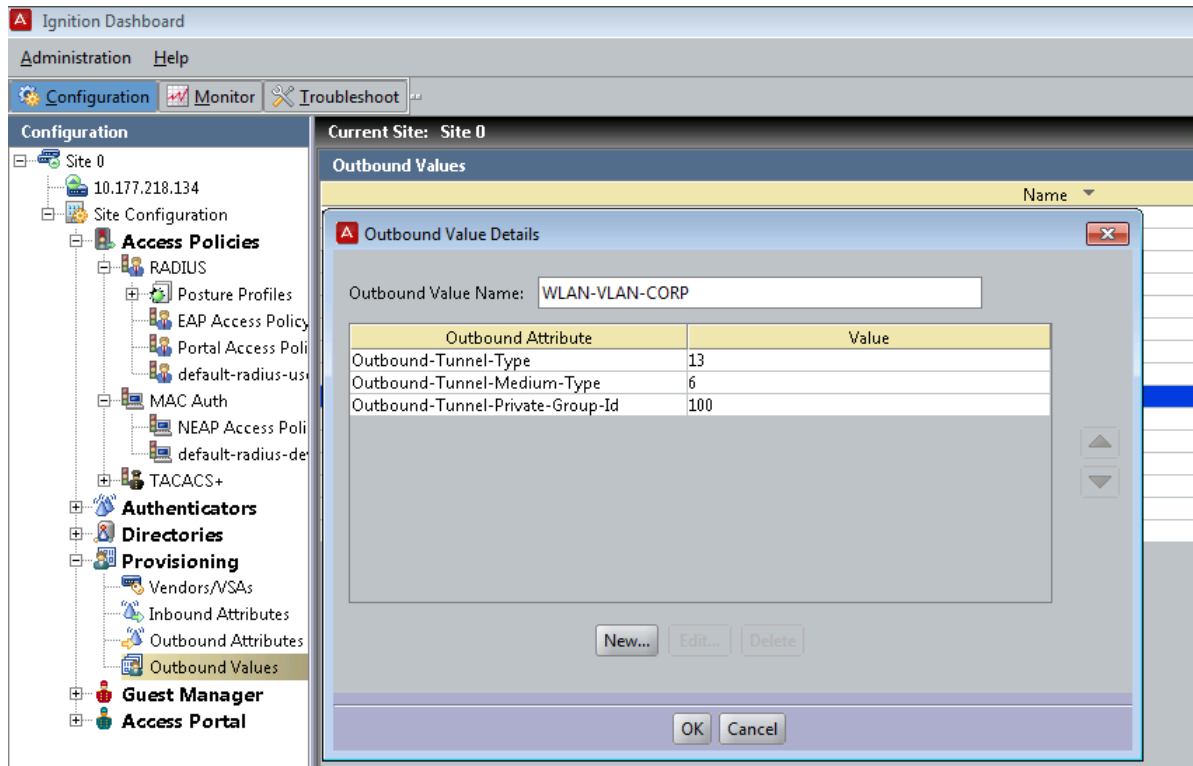 Ignition Dashboard
Administration Help
Configuration Monitor Troubleshoot
Configuration
Site 0
10.177.218.134
Site Configuration
Access Policies
RADIUS
Posture Profiles
EAP Access Policy
Portal Access Poli
default-radius-us
MAC Auth
NEAP Access Poli
default-radius-de
TACACS+
Authenticators
Directories
Provisioning
Vendors/VSAs
Inbound Attributes
Outbound Attributes
Outbound Values
Guest Manager
Access Portal
Current Site: Site 0
Outbound Values
Name
Outbound Value Details
Outbound Value Name: WLAN-VLAN-CORP
Outbound Attribute Value
Outbound-Tunnel-Type 13
Outbound-Tunnel-Medium-Type 6
Outbound-Tunnel-Private-Group-Id 100
New... Edit... Delete
OK Cancel